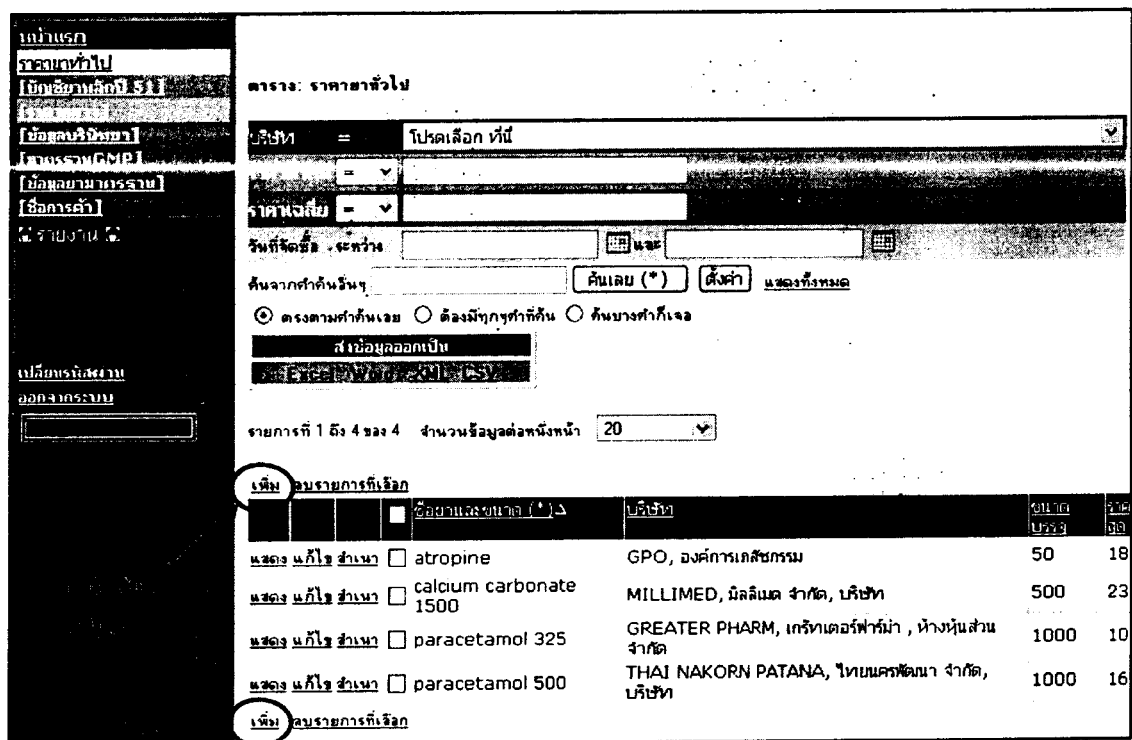 หน้าแรก
ราคายาทั่วไป
[บัญชียาหลักปี 51]
[ข้อมูลบริษัทยา]
[มาตรฐานGMP]
[ข้อมูลยามาตรฐาน]
[ชื่อการค้า]
รายงาน
เปลี่ยนรหัสผ่าน
ออกจากระบบ
ตาราง: ราคายาทั่วไป
บริษัท = โปรดเลือก ที่นี่
=
ราคาเฉลี่ย =
วันที่จัดซื้อ ระหว่าง และ
ค้นจากคำค้นอื่นๆ ค้นเลย (*) ตั้งค่า แสดงทั้งหมด
ตรงตามคำค้นเลย ต้องมีทุกๆคำที่ค้น ค้นบางคำก็เจอ
ส่งข้อมูลออกเป็น
Excel Word XML CSV
รายการที่ 1 ถึง 4 ของ 4 จำนวนข้อมูลต่อหนึ่งหน้า 20
เพิ่ม ลบรายการที่เลือก
ชื่อยาและขนาด (*) บริษัท ขนาดบรรจุ
แสดง แก้ไข สำเนา atropine GPO, องค์การเภสัชกรรม 50 18
แสดง แก้ไข สำเนา calcium carbonate 1500 MILLIMED, มิลลิเมด จำกัด, บริษัท 500 23
แสดง แก้ไข สำเนา paracetamol 325 GREATER PHARM, เกร๊ทเตอร์ฟาร์ม่า , ห้างหุ้นส่วนจำกัด 1000 10
แสดง แก้ไข สำเนา paracetamol 500 THAI NAKORN PATANA, ไทยนครพัฒนา จำกัด, บริษัท 1000 16
เพิ่ม ลบรายการที่เลือก